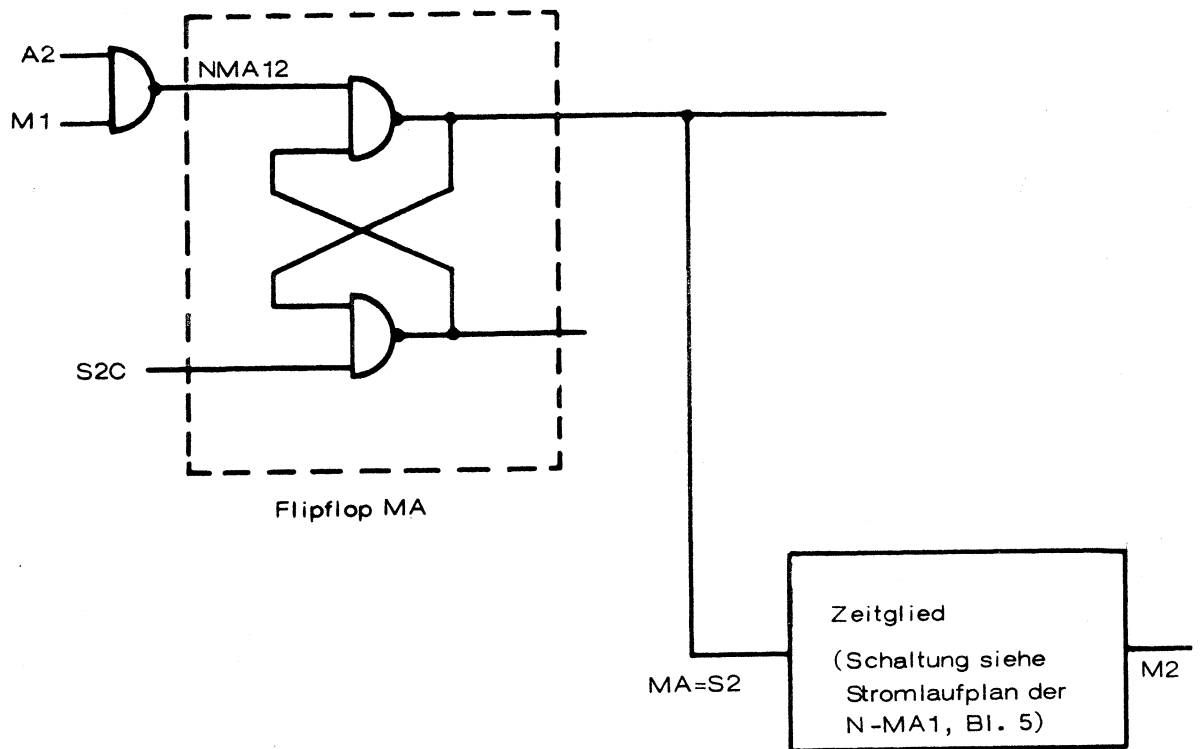 A2
NMA12
M1
S2C
Flipflop MA
Zeitglied
(Schaltung siehe
Stromlaufplan der
N-MA1, Bl. 5)
MA=S2
M2